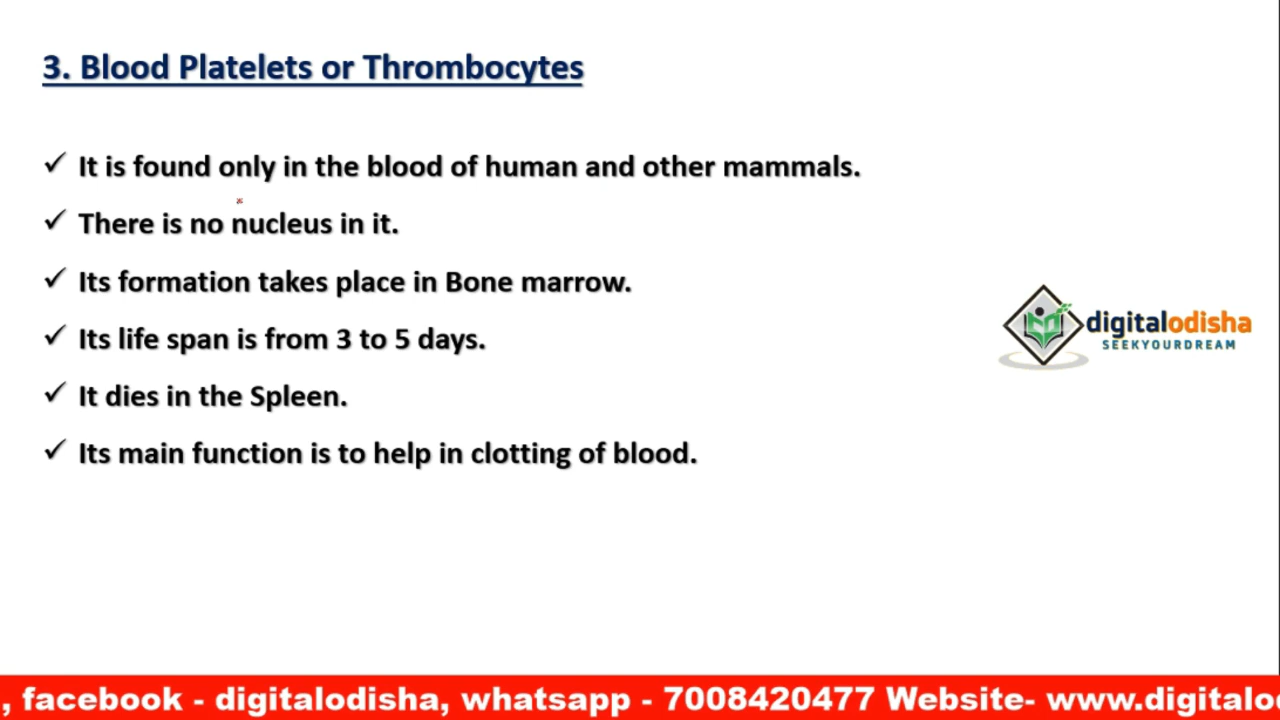 3. Blood Platelets or Thrombocytes
✓ It is found only in the blood of human and other mammals.
✓ There is no nucleus in it.
✓ Its formation takes place in Bone marrow.
✓ Its life span is from 3 to 5 days.
✓ It dies in the Spleen.
✓ Its main function is to help in clotting of blood.
digitalodisha
SEEKYOURDREAM
, facebook - digitalodisha, whatsapp - 7008420477 Website- www.digitalo